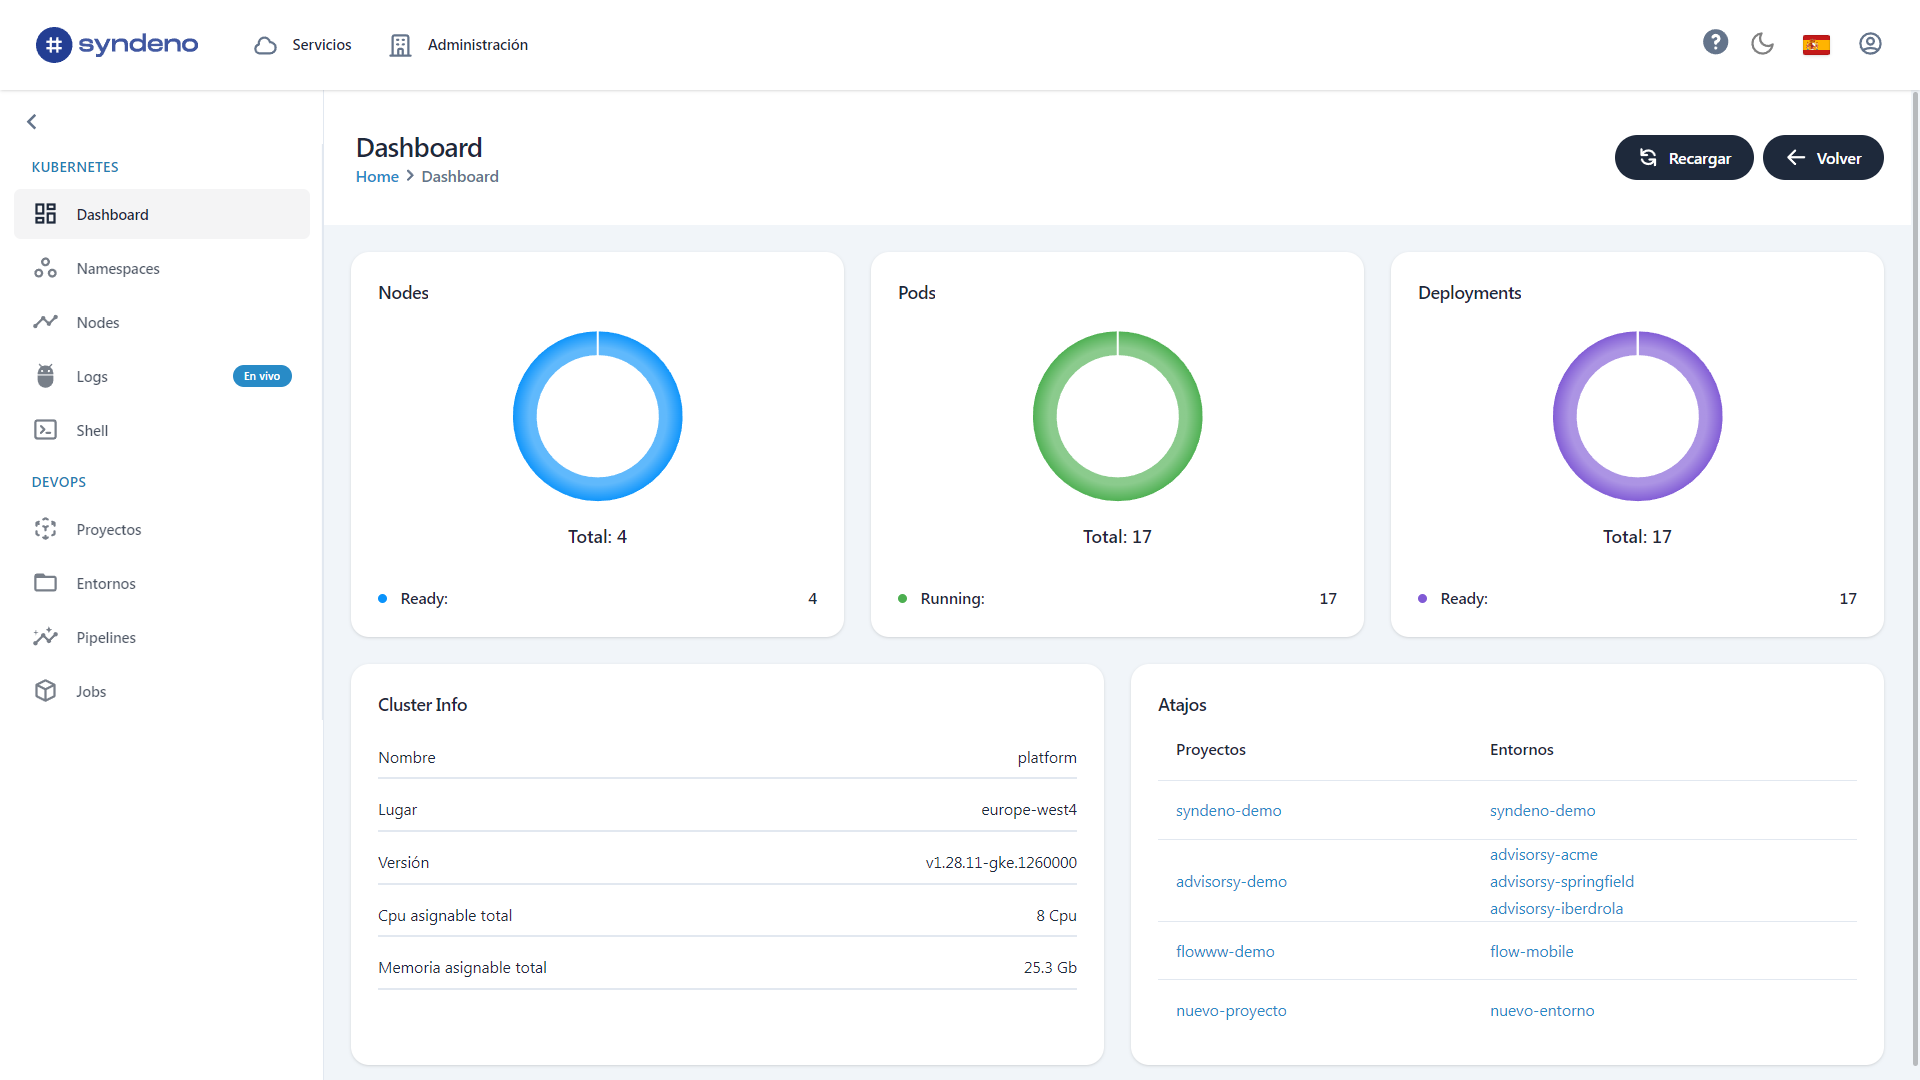 syndeno
Servicios
Administración
KUBERNETES
Dashboard
Namespaces
Nodes
Logs
En vivo
Shell
DEVOPS
Proyectos
Entornos
Pipelines
Jobs
Dashboard
Home > Dashboard
Recargar
Volver
Nodes
Total: 4
Ready: 4
Pods
Total: 17
Running: 17
Deployments
Total: 17
Ready: 17
Cluster Info
Nombre platform
Lugar europe-west4
Versión v1.28.11-gke.1260000
Cpu asignable total 8 Cpu
Memoria asignable total 25.3 Gb
Atajos
Proyectos Entornos
syndeno-demo syndeno-demo
advisorsy-acme
advisorsy-demo advisorsy-springfield
advisorsy-iberdrola
flowww-demo flow-mobile
nuevo-proyecto nuevo-entorno